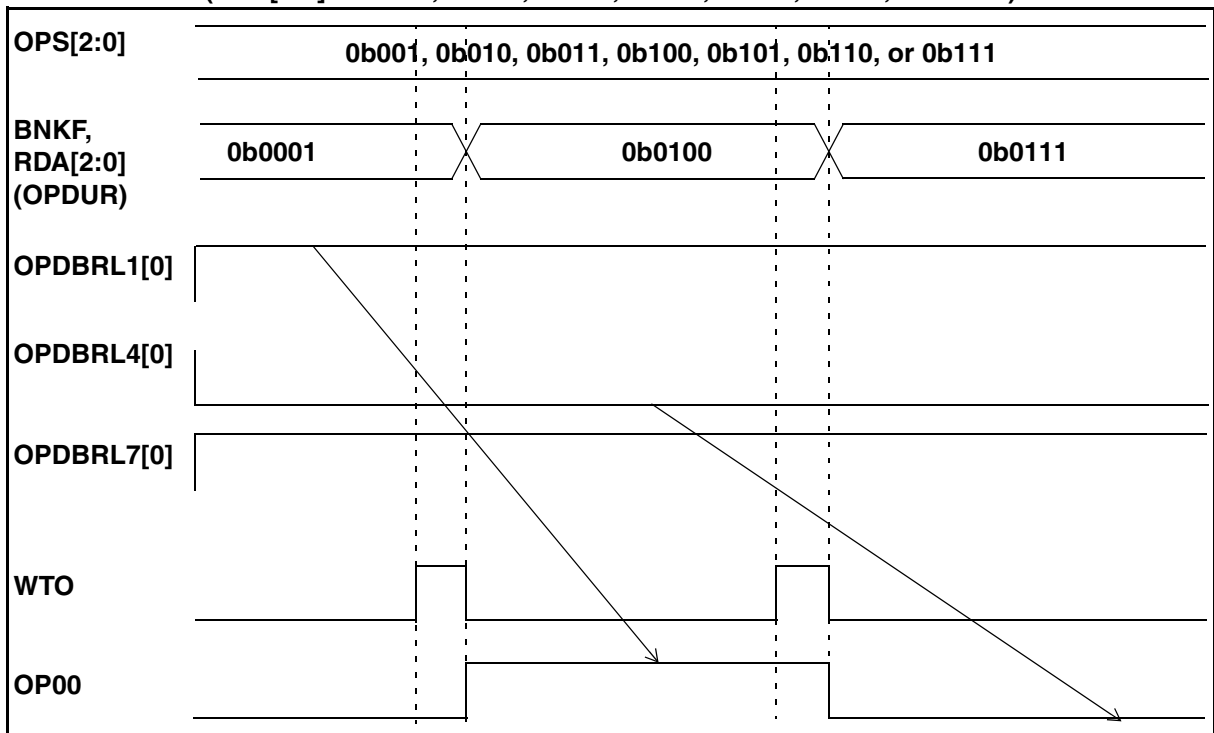 OPS[2:0]
0b001, 0b010, 0b011, 0b100, 0b101, 0b110, or 0b111
BNKF,
RDA[2:0]
(OPDUR)
0b0001
0b0100
0b0111
OPDBRL1[0]
OPDBRL4[0]
OPDBRL7[0]
WTO
OP00